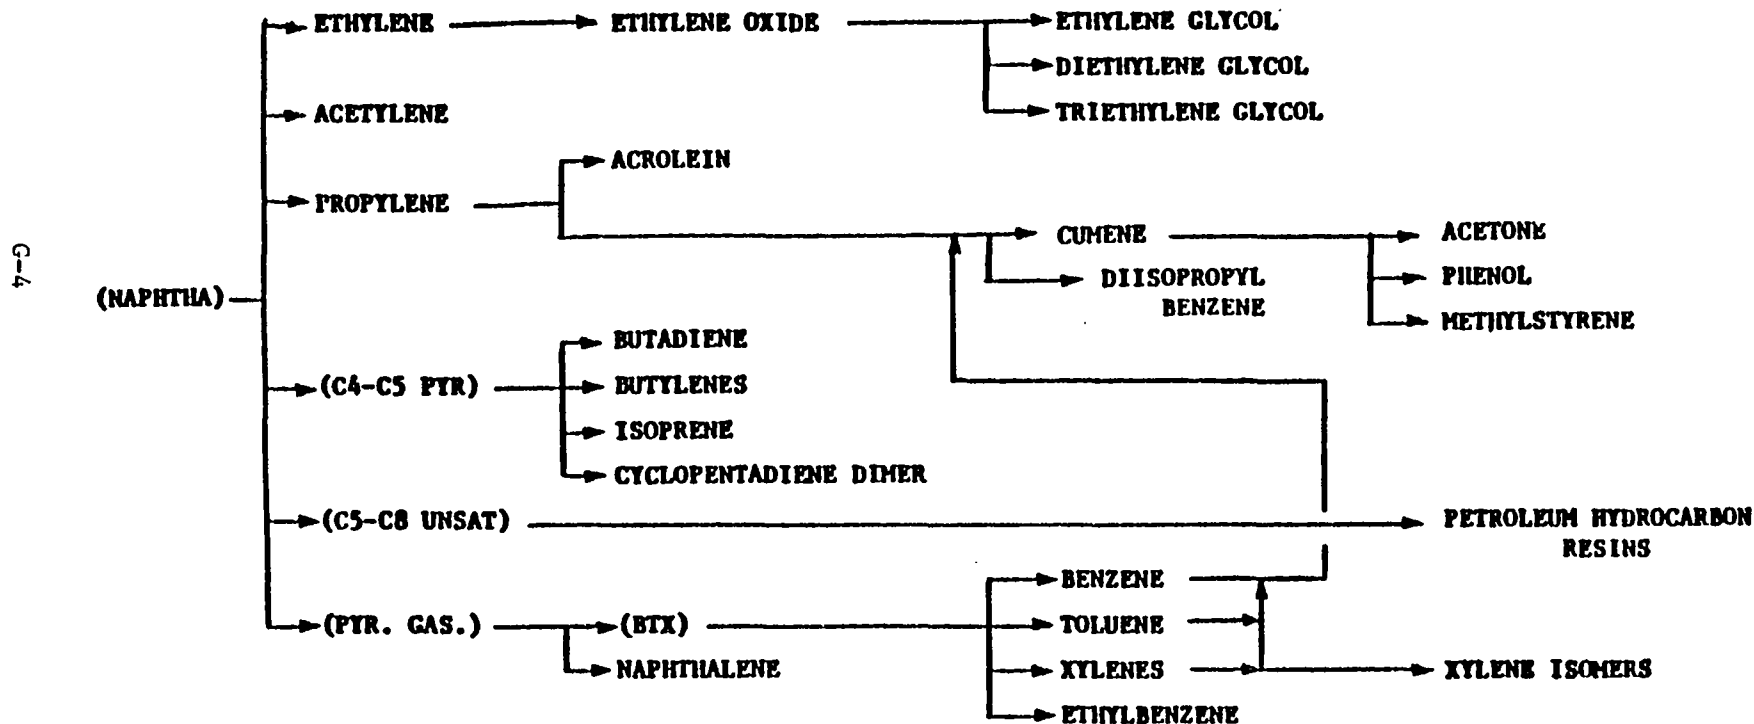 ETHYLENE
ETHYLENE OXIDE
ETHYLENE GLYCOL
DIETHYLENE GLYCOL
ACETYLENE
TRIETHYLENE GLYCOL
ACROLEIN
PROPYLENE
CUMENE
ACETONE
G-4
DIISOPROPYL
BENZENE
PHENOL
(NAPHTHA)
METHYLSTYRENE
BUTADIENE
(C4-C5 PYR)
BUTYLENES
ISOPRENE
CYCLOPENTADIENE DIMER
(C5-C8 UNSAT)
PETROLEUM HYDROCARBON
RESINS
BENZENE
(PYR. GAS.)
(BTX)
TOLUENE
NAPHTHALENE
XYLENES
XYLENE ISOMERS
ETHYLBENZENE